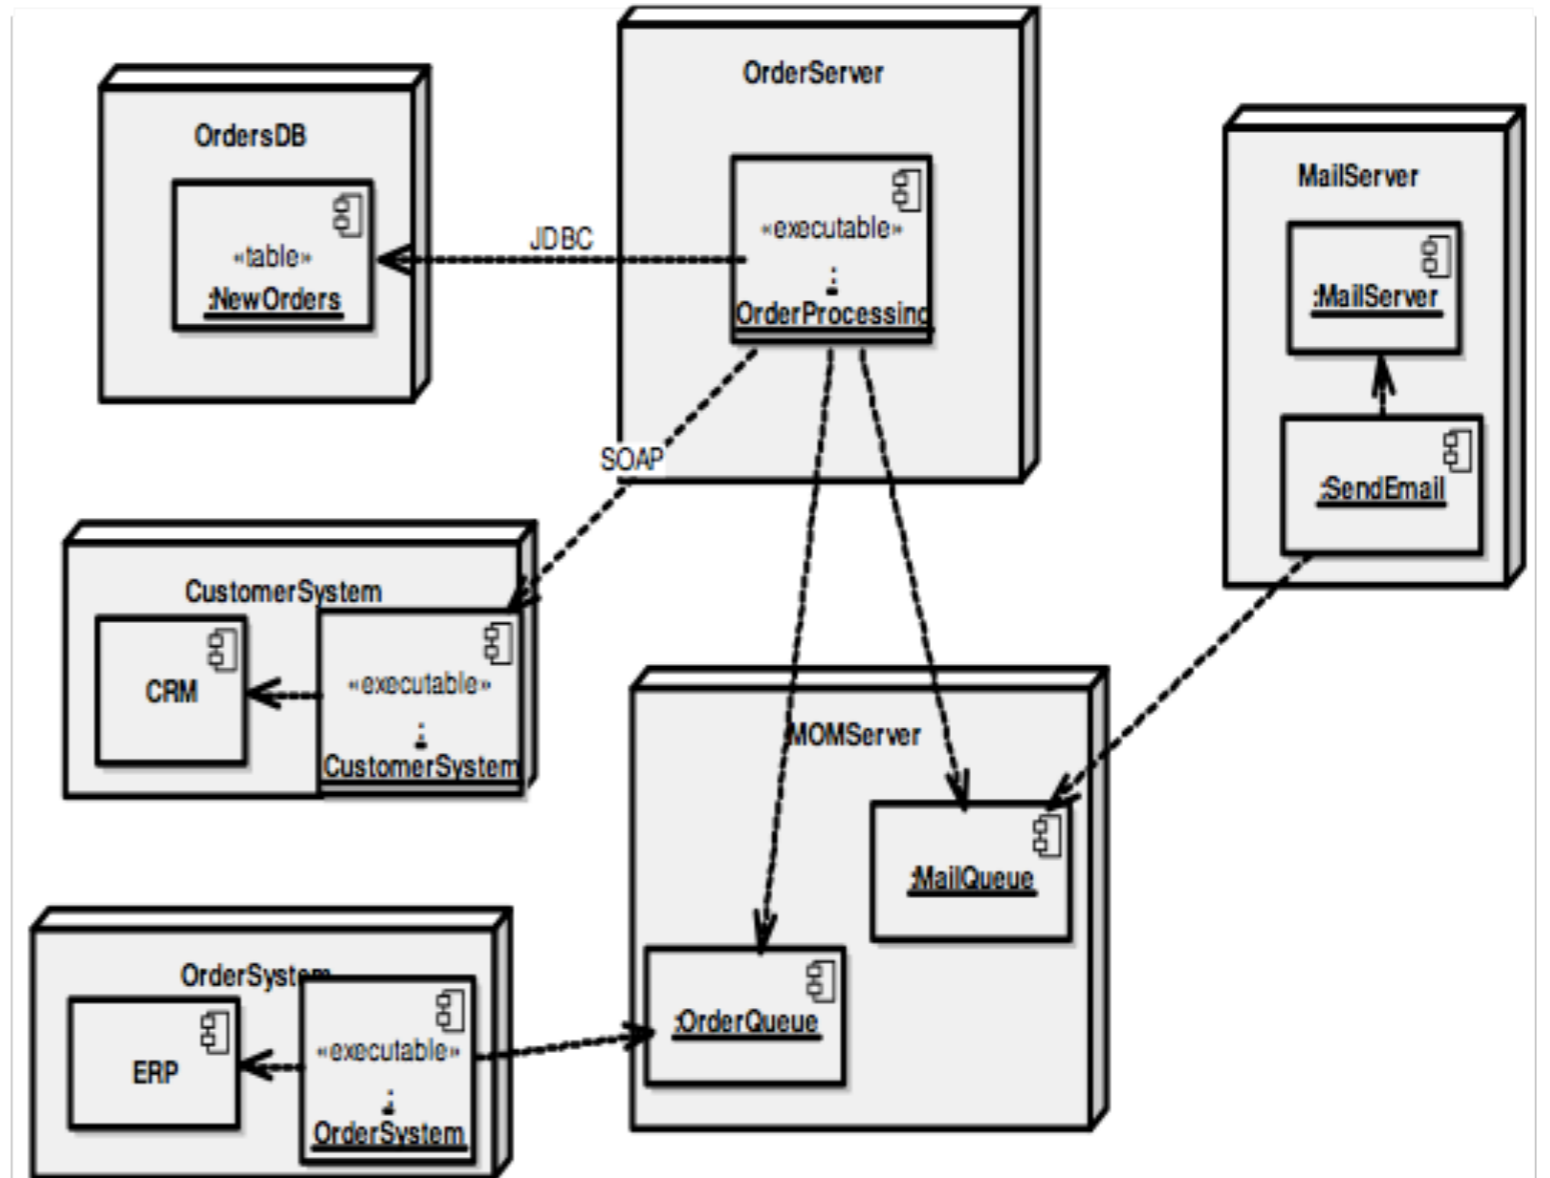 OrderServer
OrdersDB
MailServer
«executable»
:
OrderProcessing
«table»
:NewOrders
JDBC
:MailServer
SOAP
:SendEmail
CustomerSystem
CRM
«executable»
:
CustomerSystem
MOMServer
:MailQueue
OrderSystem
ERP
«executable»
:
OrderSystem
:OrderQueue